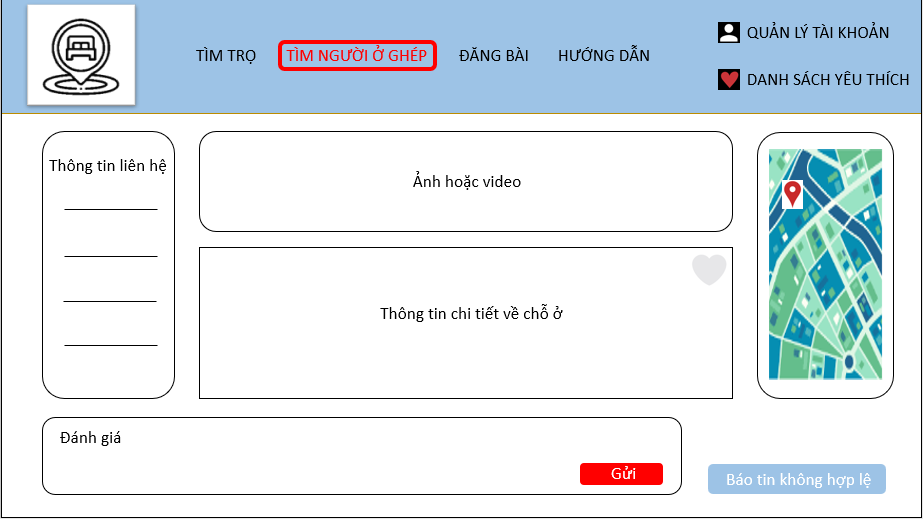 TÌM TRỌ
TÌM NGƯỜI Ở GHÉP
ĐĂNG BÀI
HƯỚNG DẪN
QUẢN LÝ TÀI KHOẢN
DANH SÁCH YÊU THÍCH
Thông tin liên hệ
Ảnh hoặc video
Thông tin chi tiết về chỗ ở
Đánh giá
Gửi
Báo tin không hợp lệ